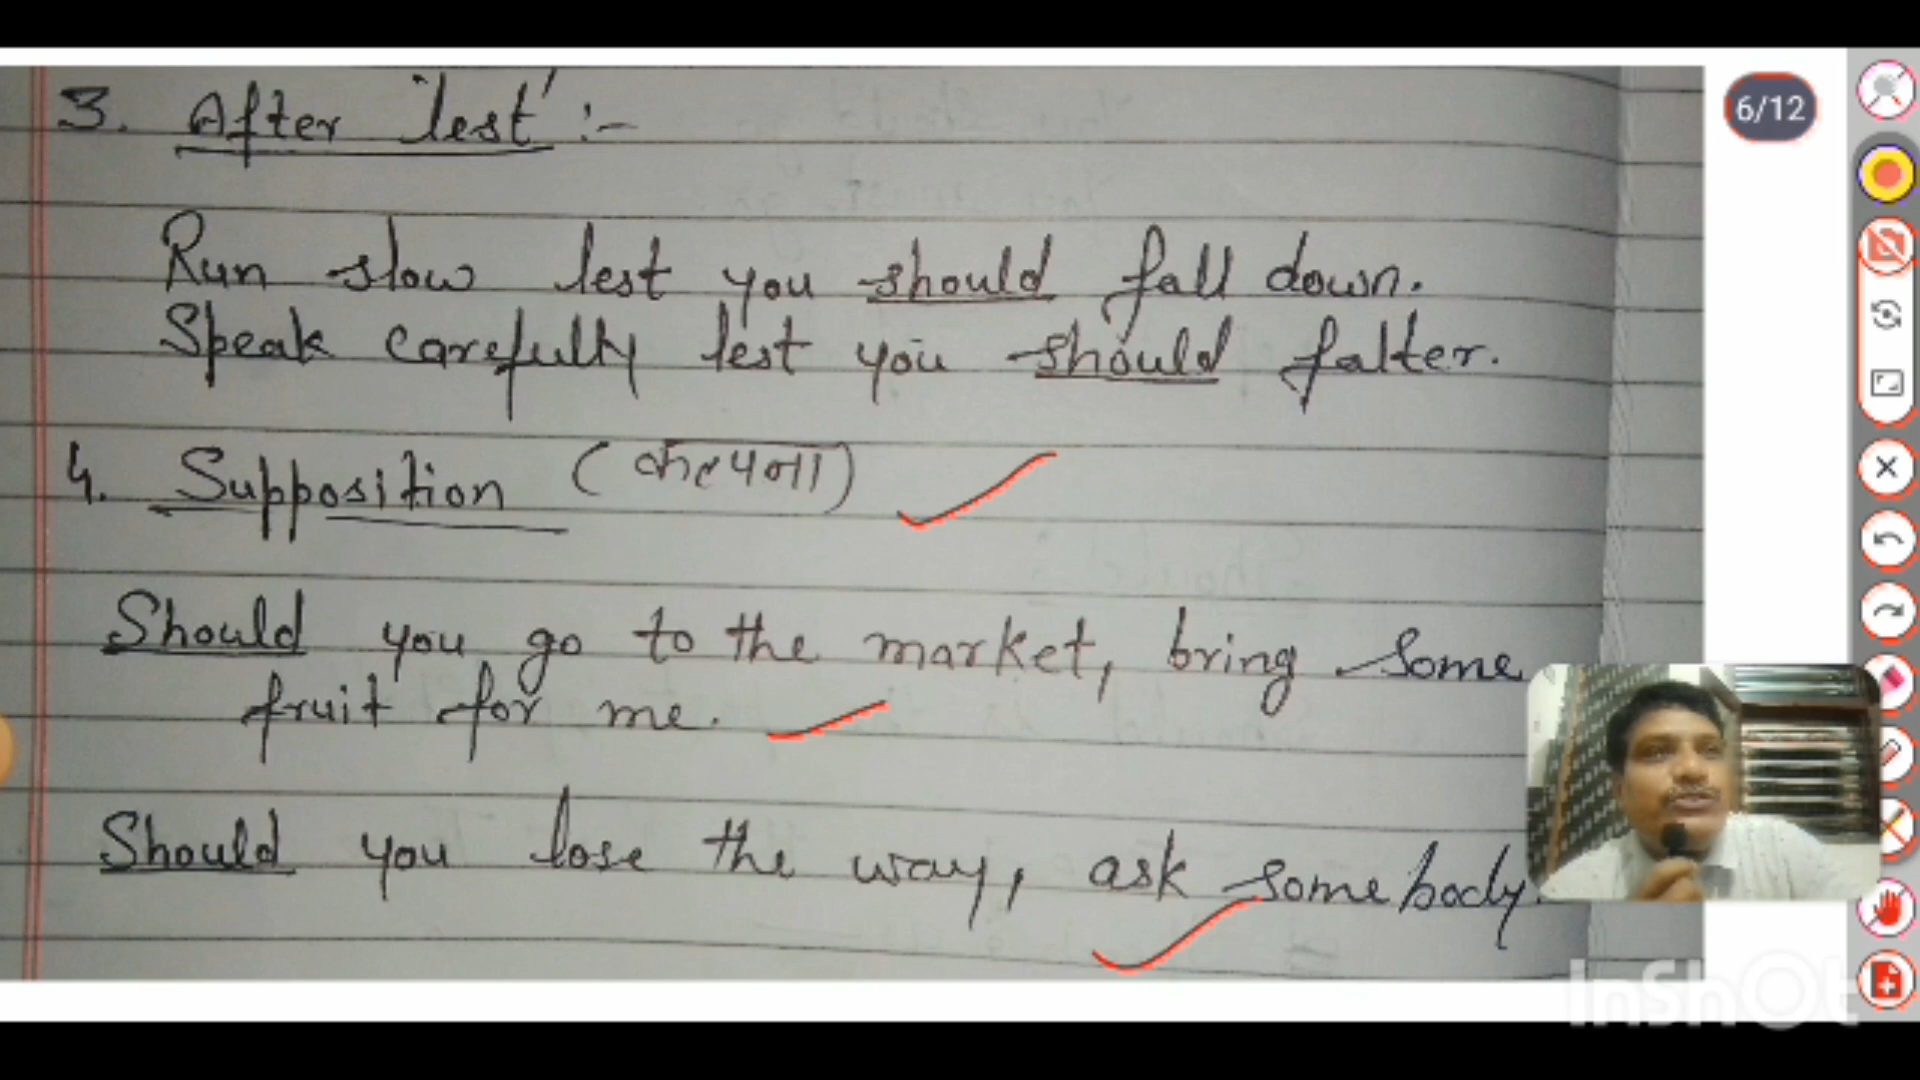 3. After 'lest' :-
6/12
Run slow lest you should fall down.
Speak carefully lest you should falter.
4. Supposition (कल्पना)
Should you go to the market, bring some
fruit for me.
Should you lose the way, ask somebody.
InShOt